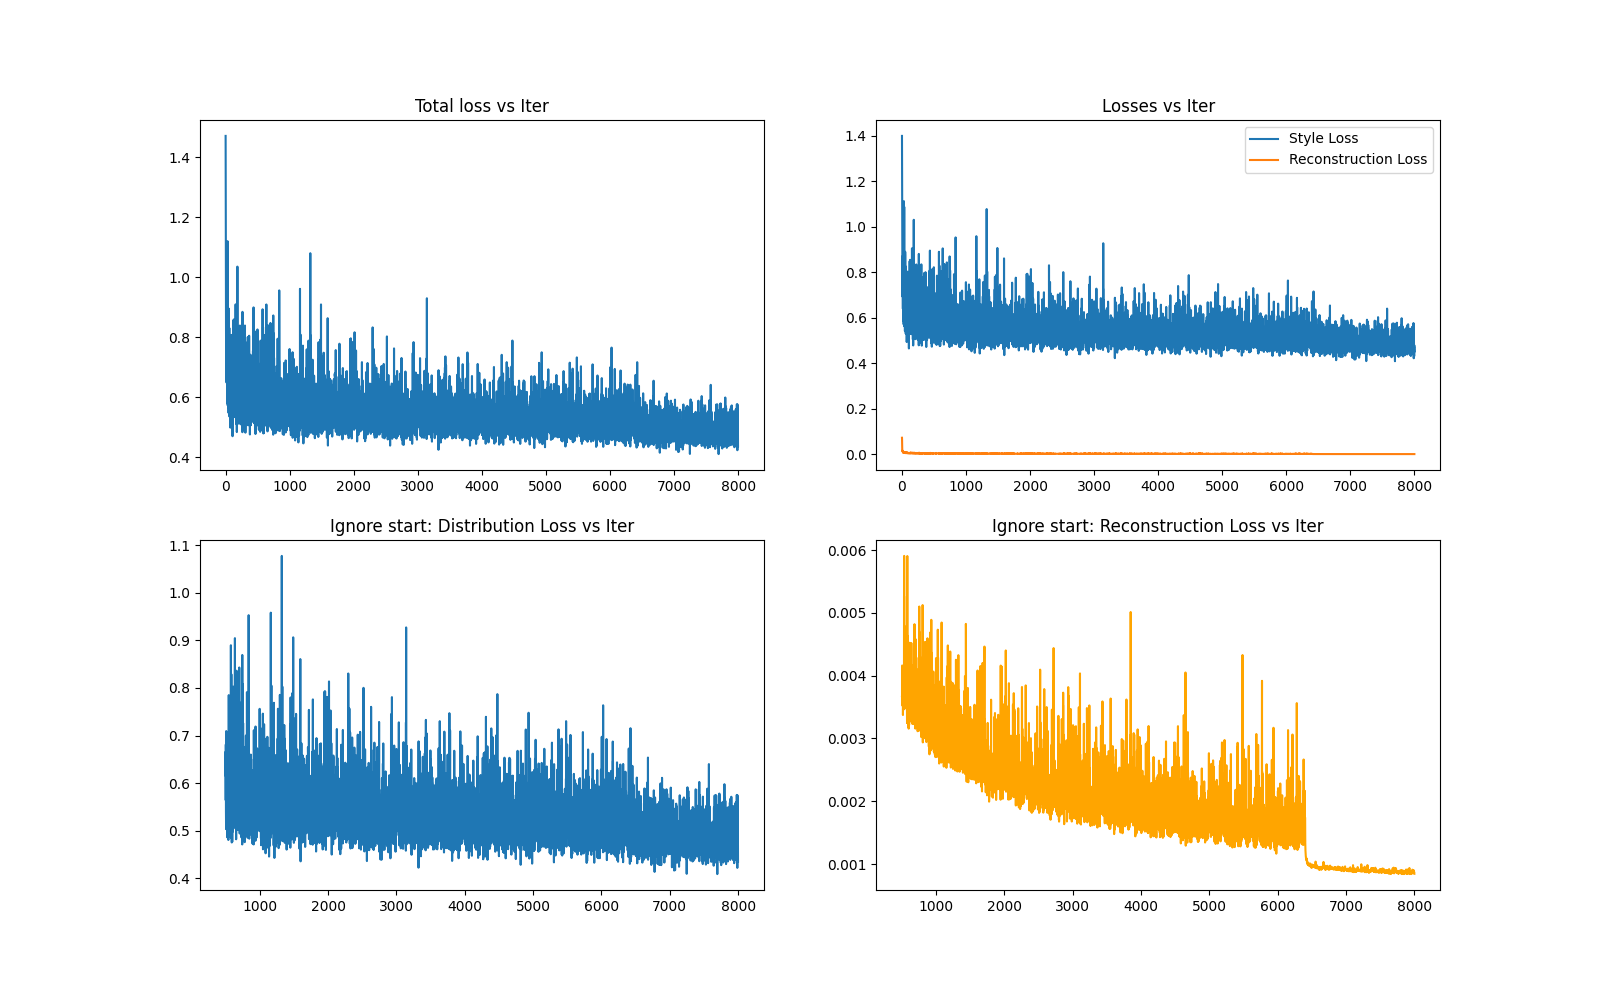 Total loss vs Iter
1.4
1.2
1.0
0.8
0.6
0.4
0 1000 2000 3000 4000 5000 6000 7000 8000
Losses vs Iter
Style Loss
Reconstruction Loss
1.4
1.2
1.0
0.8
0.6
0.4
0.2
0.0
0 1000 2000 3000 4000 5000 6000 7000 8000
Ignore start: Distribution Loss vs Iter
1.1
1.0
0.9
0.8
0.7
0.6
0.5
0.4
1000 2000 3000 4000 5000 6000 7000 8000
Ignore start: Reconstruction Loss vs Iter
0.006
0.005
0.004
0.003
0.002
0.001
1000 2000 3000 4000 5000 6000 7000 8000